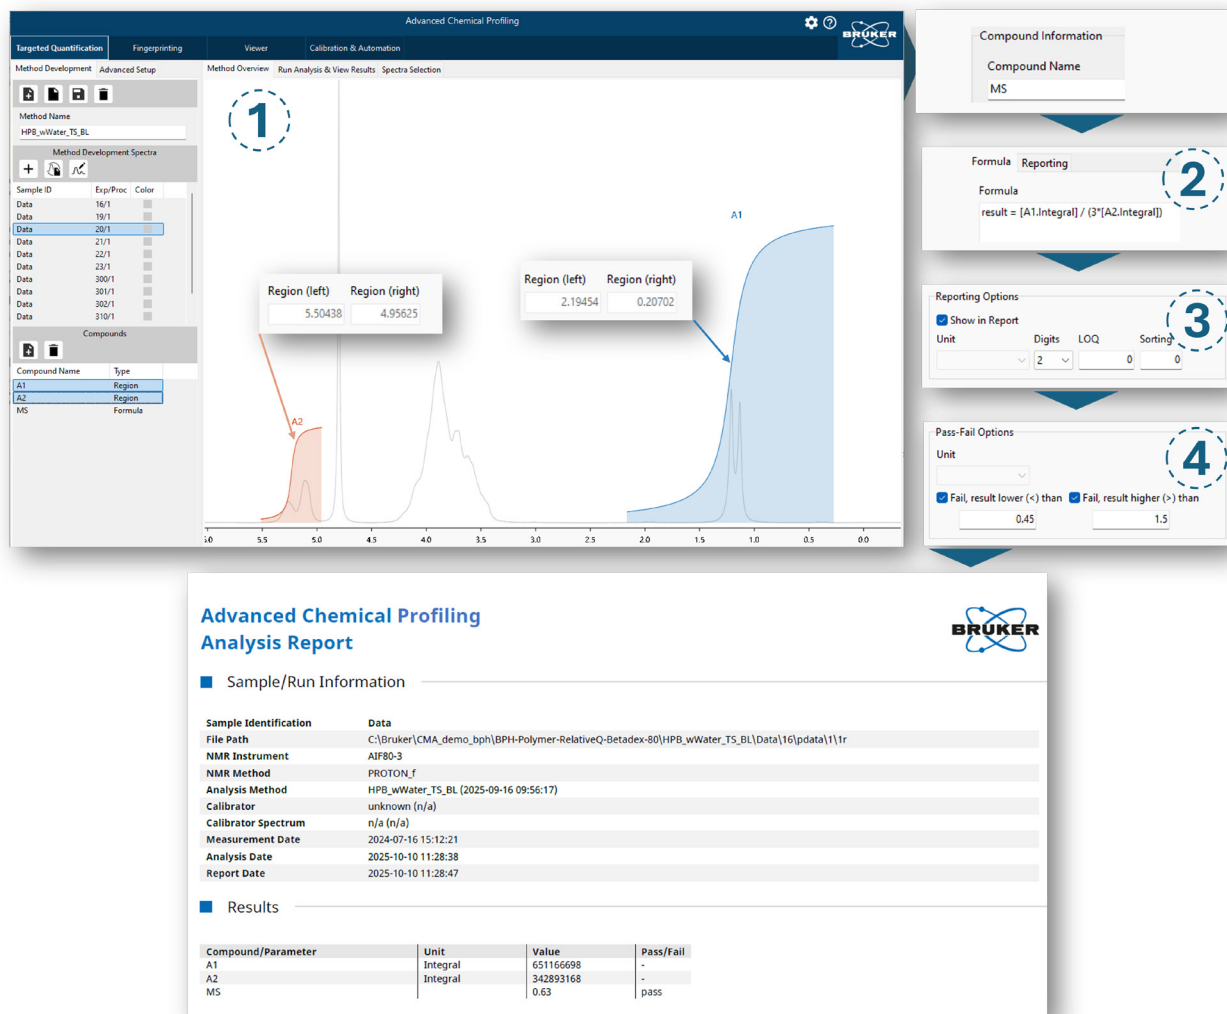 Advanced Chemical Profiling
BRUKER
Targeted Quantification Fingerprinting Viewer Calibration & Automation
Method Development Advanced Setup Method Overview Run Analysis & View Results Spectra Selection
Method Name
HPB_wWater_TS_BL
Method Development Spectra
Sample ID Exp/Proc Color
Data 16/1
Data 19/1
Data 20/1
Data 21/1
Data 22/1
Data 23/1
Data 300/1
Data 301/1
Data 302/1
Data 310/1
Compounds
Compound Name Type
A1 Region
A2 Region
MS Formula
1
A1
Region (left) Region (right)
5.50438 4.95625
Region (left) Region (right)
2.19454 0.20702
A2
5.5 5.0 4.5 4.0 3.5 3.0 2.5 2.0 1.5 1.0 0.5 0.0
Compound Information
Compound Name
MS
2
Formula Reporting
Formula
result = [A1.Integral] / (3*[A2.Integral])
3
Reporting Options
Show in Report
Unit Digits LOQ Sorting
2 0 0
4
Pass-Fail Options
Unit
Fail, result lower (<) than Fail, result higher (>) than
0.45 1.5
Advanced Chemical Profiling
Analysis Report
BRUKER
Sample/Run Information
Sample Identification Data
File Path C:\Bruker\CMA_demo_bph\BPH-Polymer-RelativeQ-Betadex-80\HPB_wWater_TS_BL\Data\16\pdata\1\1r
NMR Instrument AIF80-3
NMR Method PROTON_f
Analysis Method HPB_wWater_TS_BL (2025-09-16 09:56:17)
Calibrator unknown (n/a)
Calibrator Spectrum n/a (n/a)
Measurement Date 2024-07-16 15:12:21
Analysis Date 2025-10-10 11:28:38
Report Date 2025-10-10 11:28:47
Results
Compound/Parameter Unit Value Pass/Fail
A1 Integral 651166698 -
A2 Integral 342893168 -
MS 0.63 pass